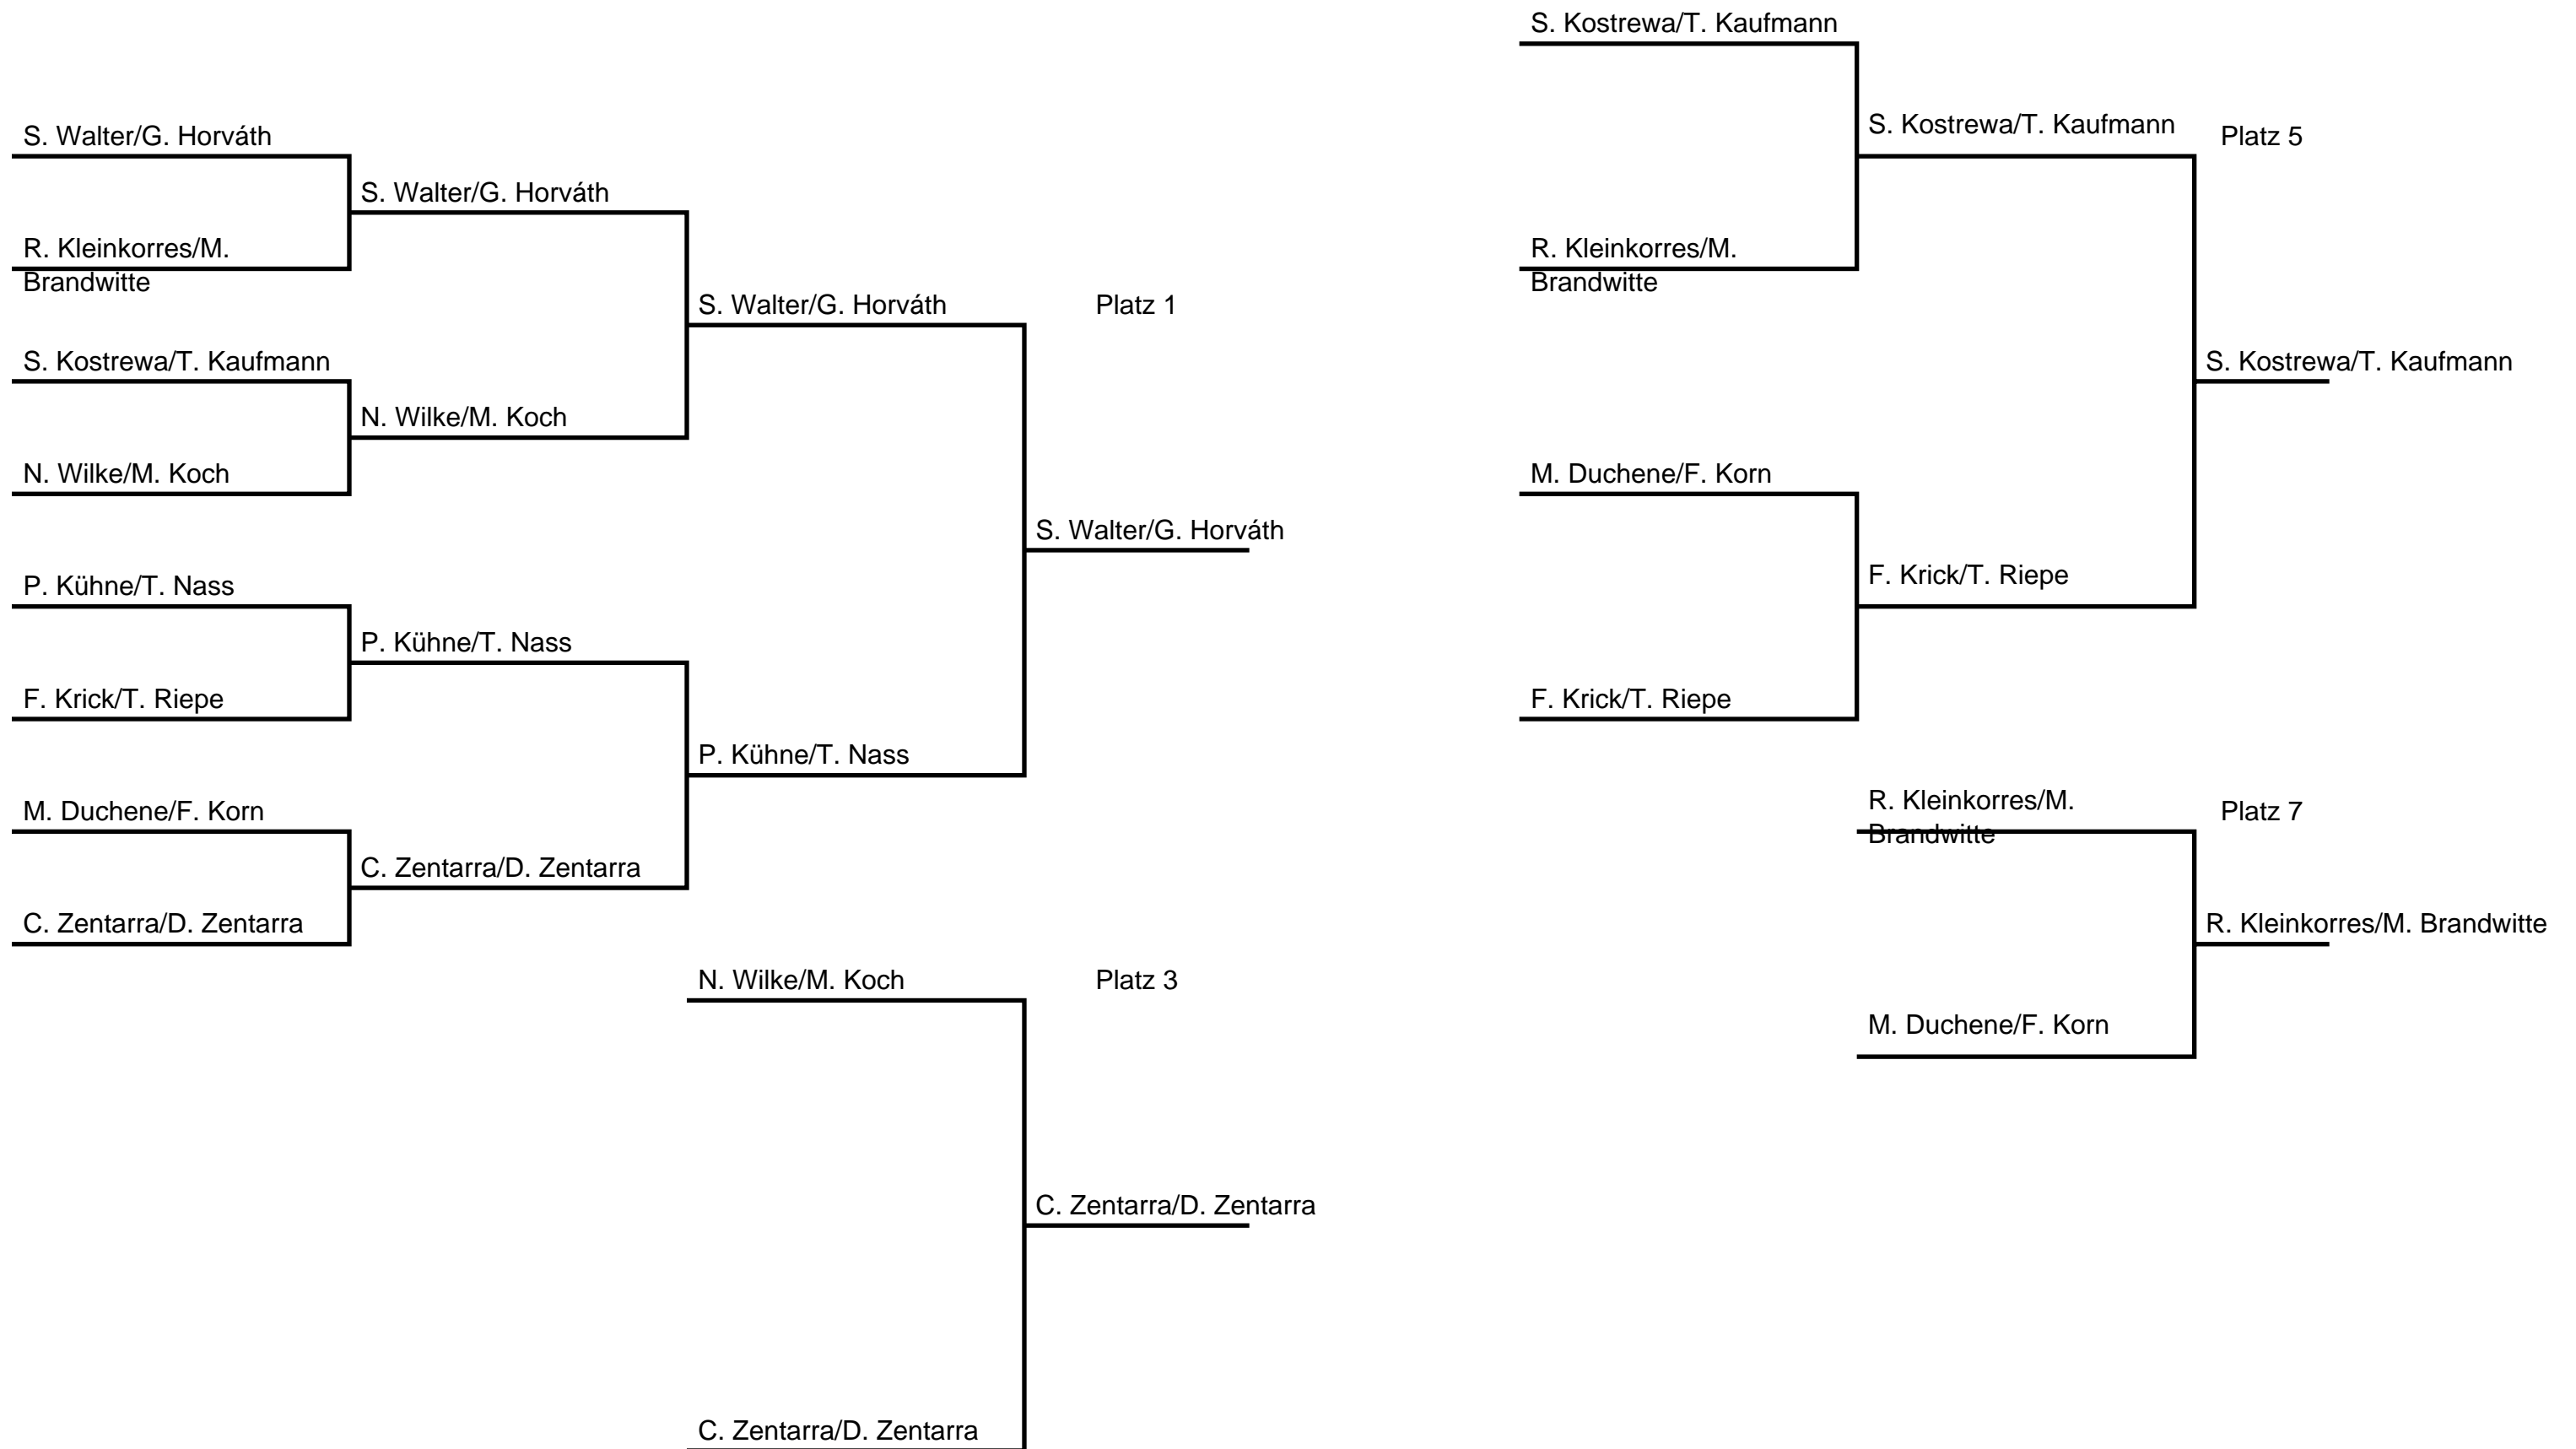 S. Walter/G. Horváth
R. Kleinkorres/M.
Brandwitte
S. Kostrewa/T. Kaufmann
N. Wilke/M. Koch
P. Kühne/T. Nass
F. Krick/T. Riepe
M. Duchene/F. Korn
C. Zentarra/D. Zentarra
S. Walter/G. Horváth
N. Wilke/M. Koch
P. Kühne/T. Nass
C. Zentarra/D. Zentarra
S. Walter/G. Horváth
P. Kühne/T. Nass
Platz 1
S. Walter/G. Horváth
N. Wilke/M. Koch
C. Zentarra/D. Zentarra
Platz 3
C. Zentarra/D. Zentarra
S. Kostrewa/T. Kaufmann
R. Kleinkorres/M.
Brandwitte
M. Duchene/F. Korn
F. Krick/T. Riepe
S. Kostrewa/T. Kaufmann
F. Krick/T. Riepe
Platz 5
S. Kostrewa/T. Kaufmann
R. Kleinkorres/M.
Brandwitte
M. Duchene/F. Korn
Platz 7
R. Kleinkorres/M. Brandwitte